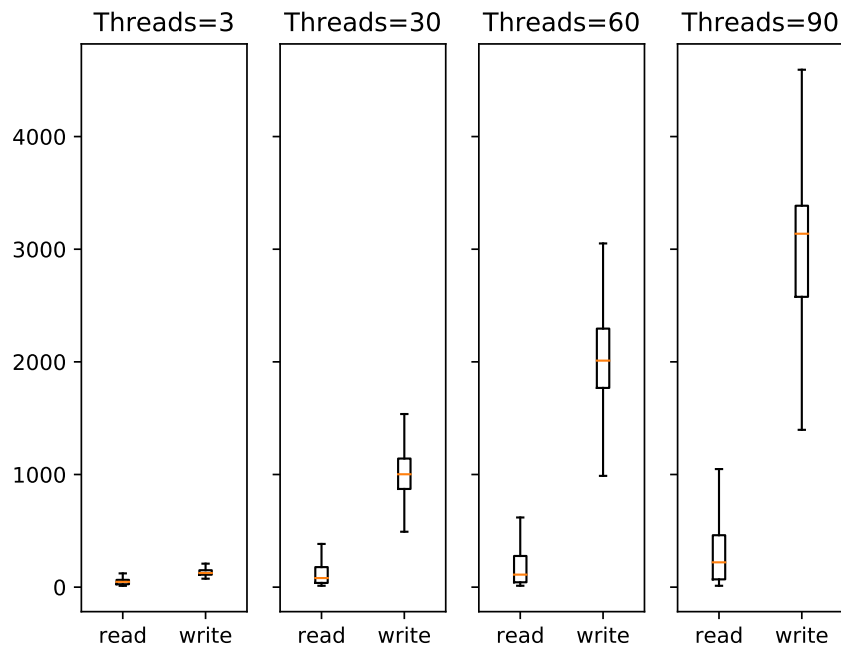 Threads=3 Threads=30 Threads=60 Threads=90
4000
3000
2000
1000
0
read write read write read write read write